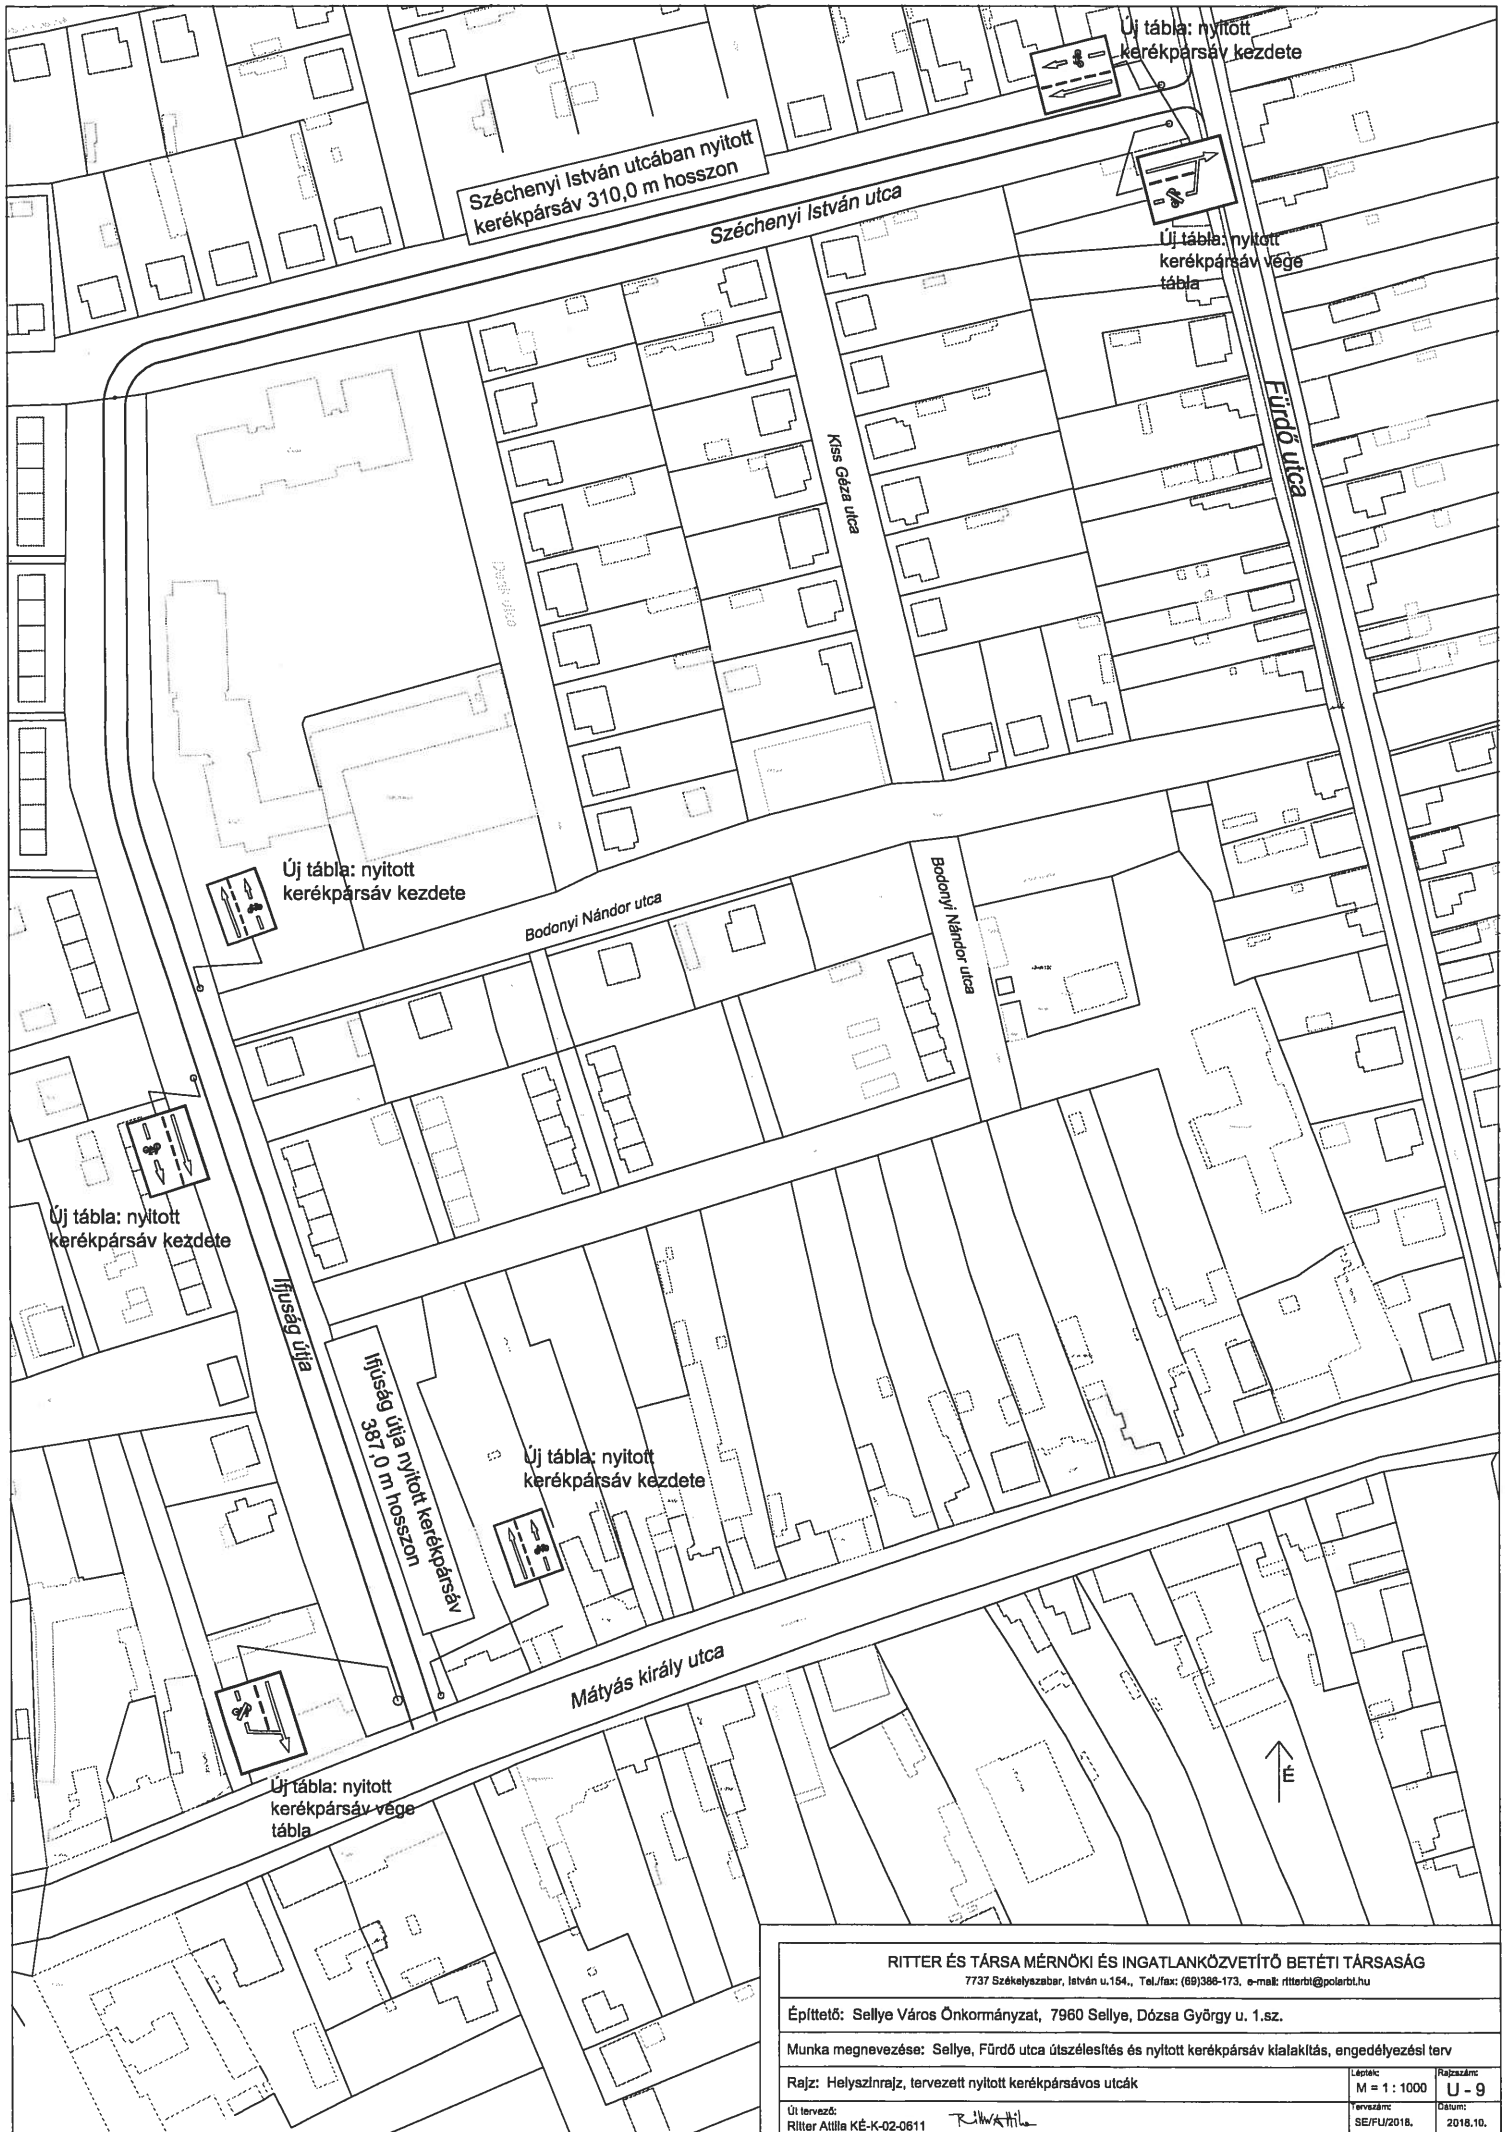 Új tábla: nyitott
kerékpársáv kezdete
Széchenyi István utcában nyitott
kerékpársáv 310,0 m hosszon
Széchenyi István utca
Új tábla: nyitott
kerékpársáv vége
tábla
Fürdő utca
Kiss Géza utca
Új tábla: nyitott
kerékpársáv kezdete
Bodonyi Nándor utca
Bodonyi Nándor utca
Új tábla: nyitott
kerékpársáv kezdete
Ifjuság útja
Ifjúság útja nyitott kerékpársáv
387,0 m hosszon
Új tábla: nyitott
kerékpársáv kezdete
Mátyás király utca
Új tábla: nyitott
kerékpársáv vége
tábla
É
RITTER ÉS TÁRSA MÉRNÖKI ÉS INGATLANKÖZVETÍTŐ BETÉTI TÁRSASÁG
7737 Székelyszabar, István u.154., Tel./fax: (69)386-173, e-mail: ritterbt@polarbt.hu
Építtető: Sellye Város Önkormányzat, 7960 Sellye, Dózsa György u. 1.sz.
Munka megnevezése: Sellye, Fürdő utca útszélesítés és nyitott kerékpársáv kialakítás, engedélyezési terv
Rajz: Helyszínrajz, tervezett nyitott kerékpársávos utcák
Lépték:
M = 1 : 1000
Rajzszám:
U - 9
Út tervező:
Ritter Attila KÉ-K-02-0611
Ritter Attila
Tervszám:
SE/FU/2018.
Dátum:
2018.10.